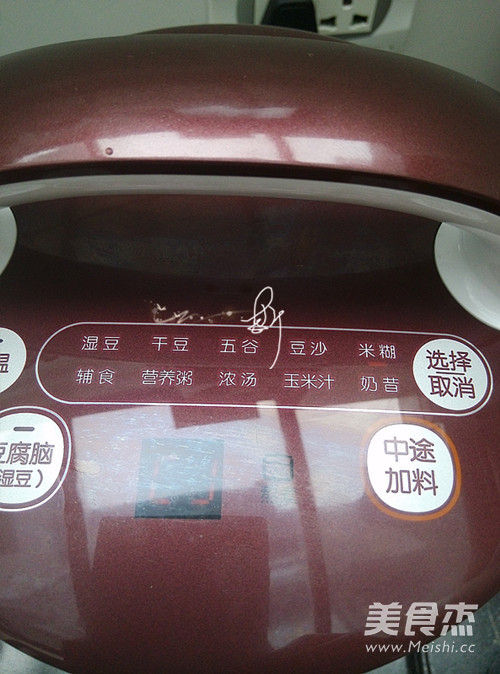 湿豆 干豆 五谷 豆沙 米糊
辅食 营养粥 浓汤 玉米汁 奶昔
选择
取消
温
豆腐脑
(湿豆)
中途
加料
美食杰
www.Meishi.cc